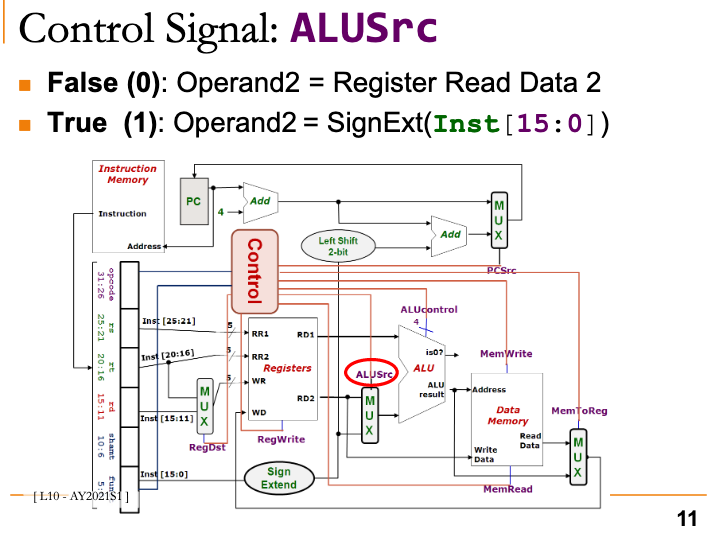 Control Signal: ALUSrc
False (0): Operand2 = Register Read Data 2
True (1): Operand2 = SignExt(Inst[15:0])
Instruction
Memory
Instruction
Address
PC
4
Add
Left Shift
2-bit
Add
MUX
PCSrc
Control
opcode
31:26
rs
25:21
rt
20:16
rd
15:11
shamt
10:6
funct
5:0
Inst [25:21]
Inst [20:16]
Inst [15:11]
Inst [15:0]
5
5
5
MUX
RegDst
RR1
RR2
WR
WD
Registers
RD1
RD2
RegWrite
Sign
Extend
ALUSrc
MUX
ALUcontrol
4
is0?
ALU
ALU
result
MemWrite
Address
Data
Memory
Read
Data
Write
Data
MemRead
MemToReg
MUX
[ L10 - AY2021S1 ]
11